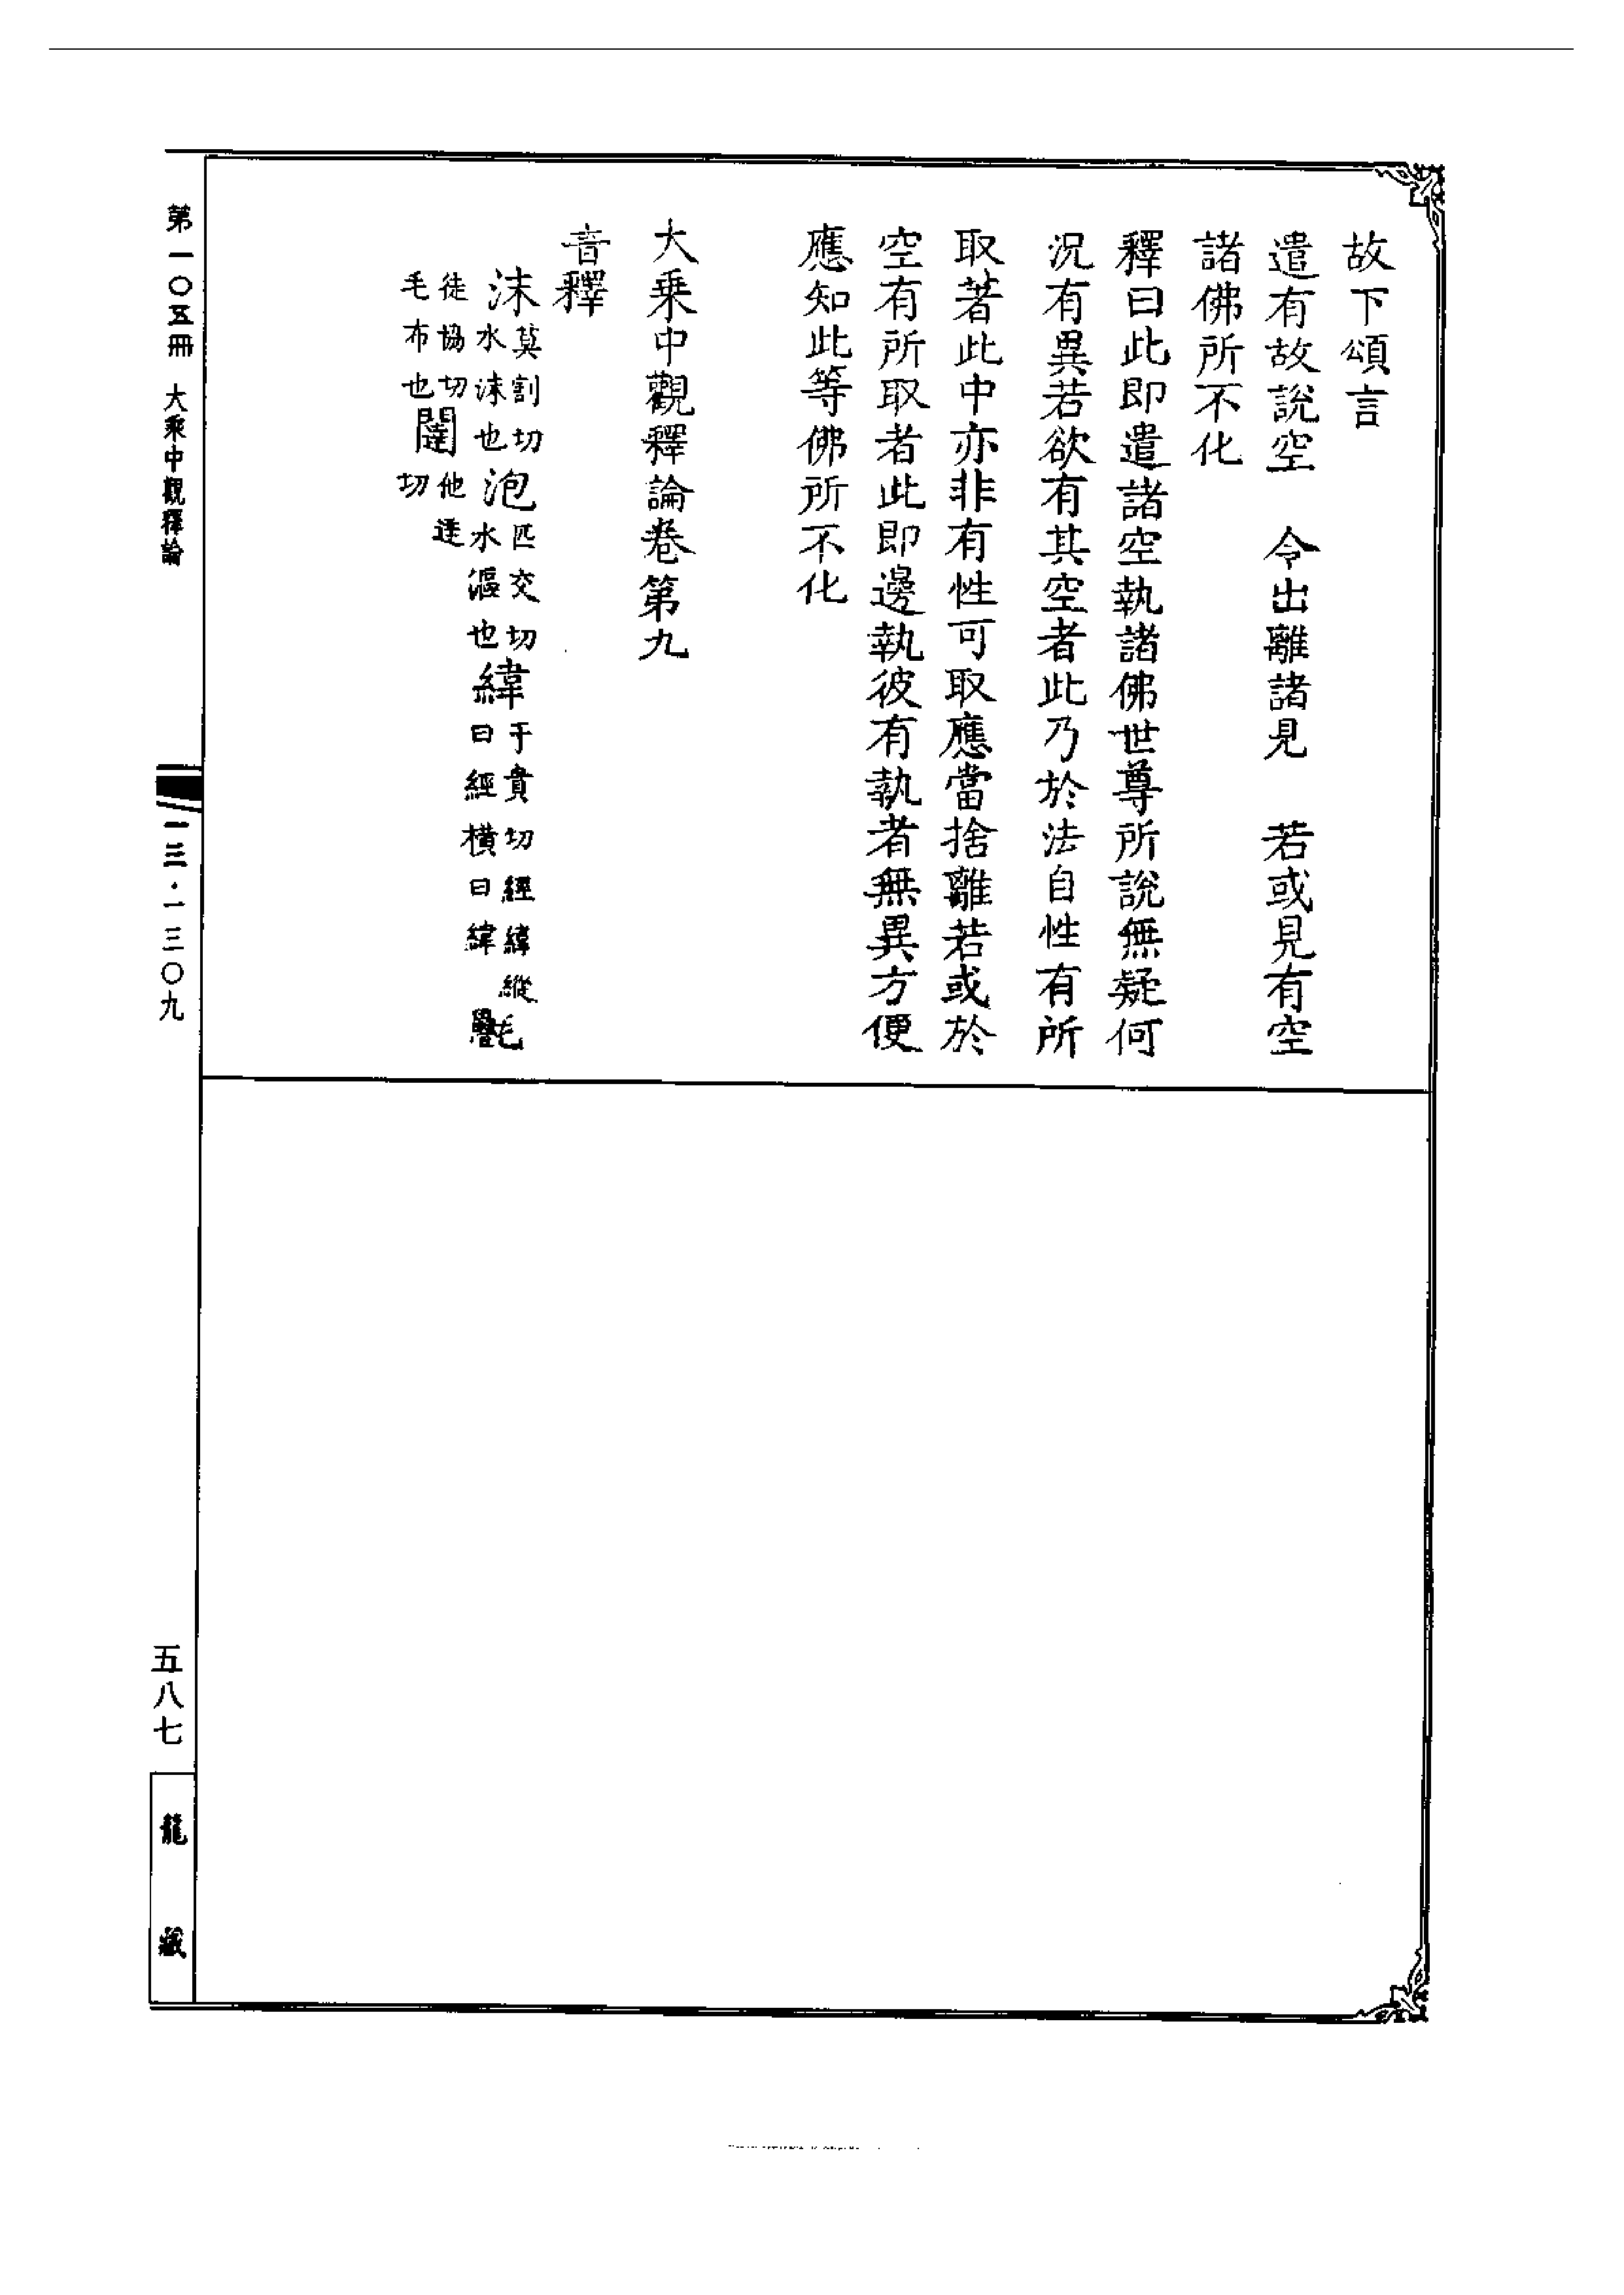 故下頌言
遣有故說空　令出離諸見　若或見有空
諸佛所不化
釋曰此即遣諸空執諸佛世尊所說無疑何
況有異若欲有其空者此乃於法自性有所
取著此中亦非有性可取應當捨離若或於
空有所取者此即邊執彼有執者無異方便
應知此等佛所不化
大乘中觀釋論卷第九
音釋
沫莫割切水沫也泡匹交切水漚也緯于貴切經緯縱曰經橫曰緯氎
徒協切毛布也闥他達切
第一〇五冊　大乘中觀釋論
一三·一三〇九
五八七
龍藏